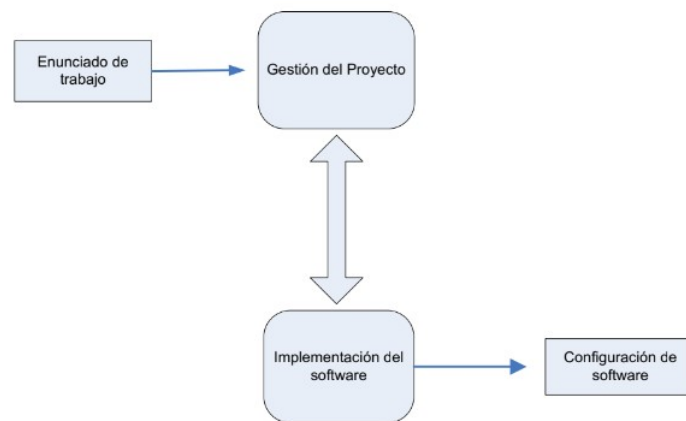 Enunciado de
trabajo
Gestión del Proyecto
Implementación del
software
Configuración de
software